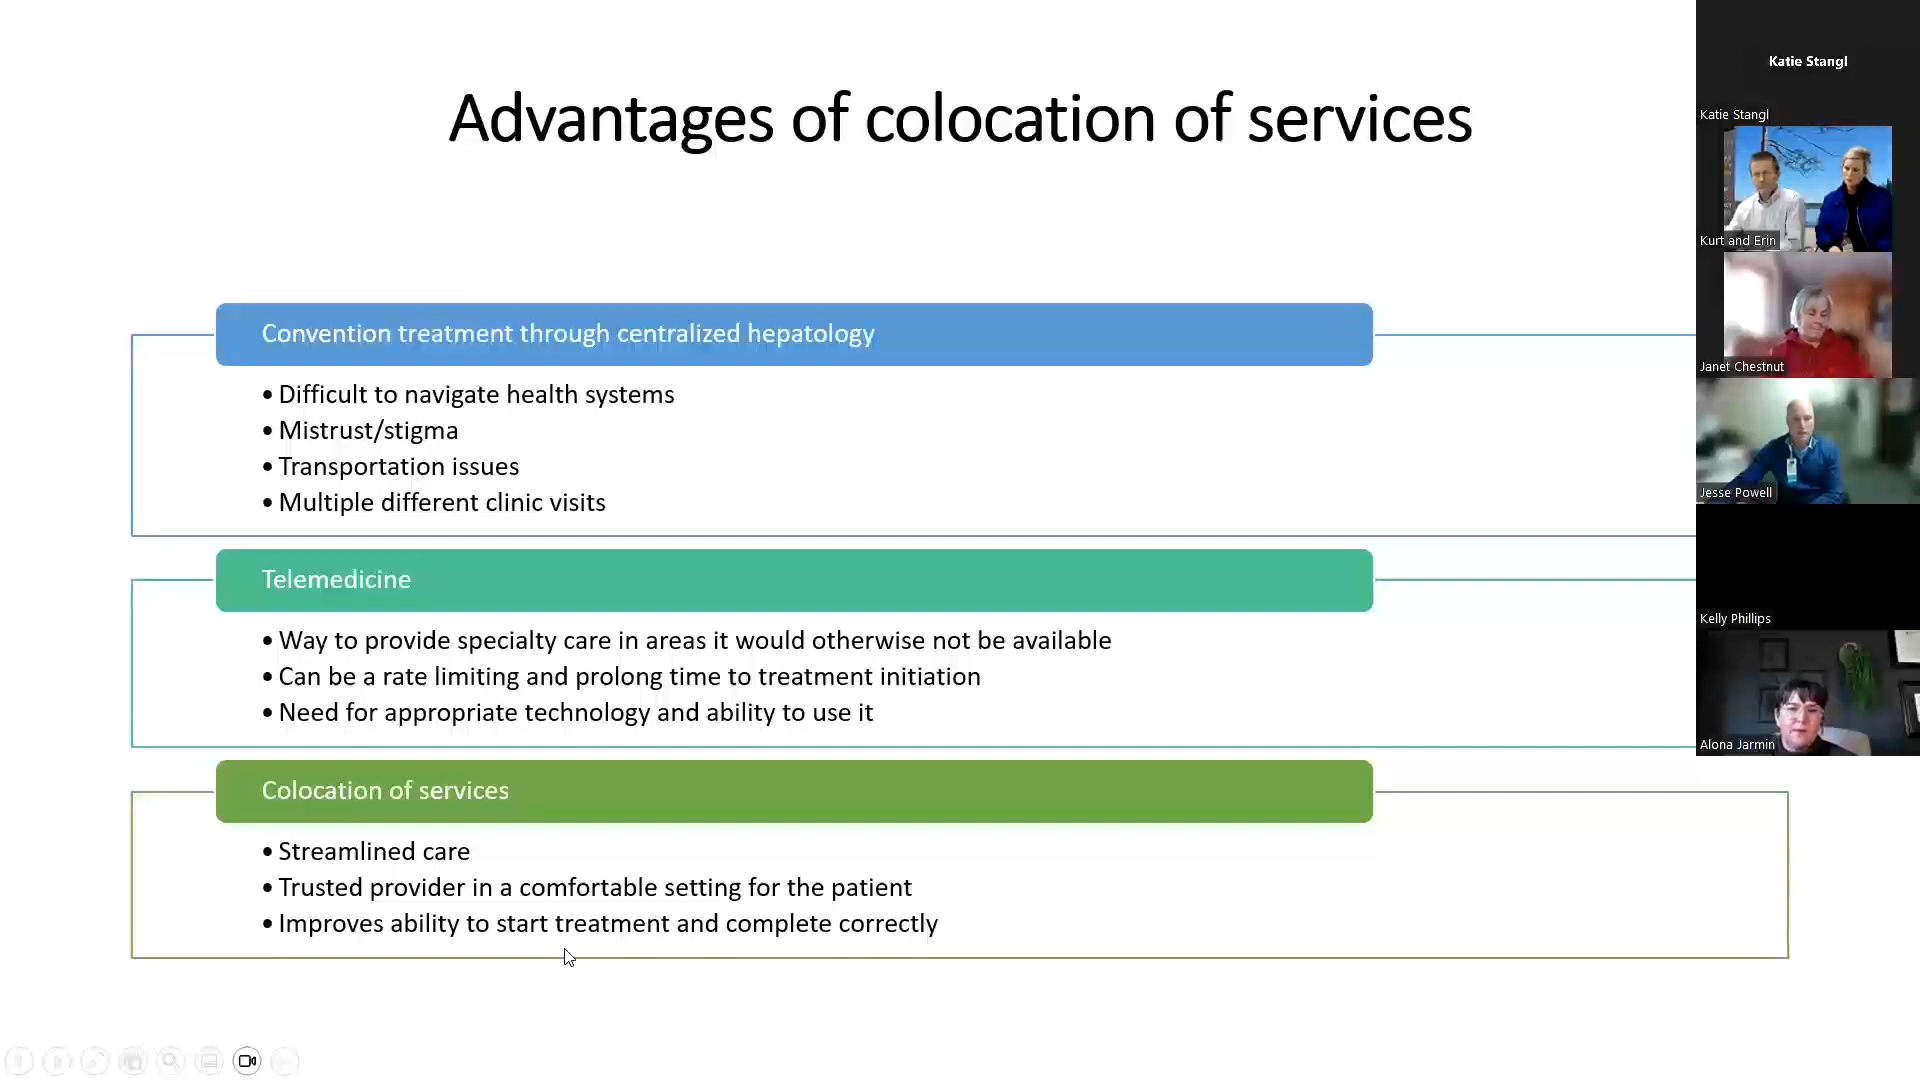 Advantages of colocation of services
Convention treatment through centralized hepatology
• Difficult to navigate health systems
• Mistrust/stigma
• Transportation issues
• Multiple different clinic visits
Telemedicine
• Way to provide specialty care in areas it would otherwise not be available
• Can be a rate limiting and prolong time to treatment initiation
• Need for appropriate technology and ability to use it
Colocation of services
• Streamlined care
• Trusted provider in a comfortable setting for the patient
• Improves ability to start treatment and complete correctly
Katie Stangl
Katie Stangl
Kurt and Erin
Janet Chestnut
Jesse Powell
Kelly Phillips
Alona Jarmin